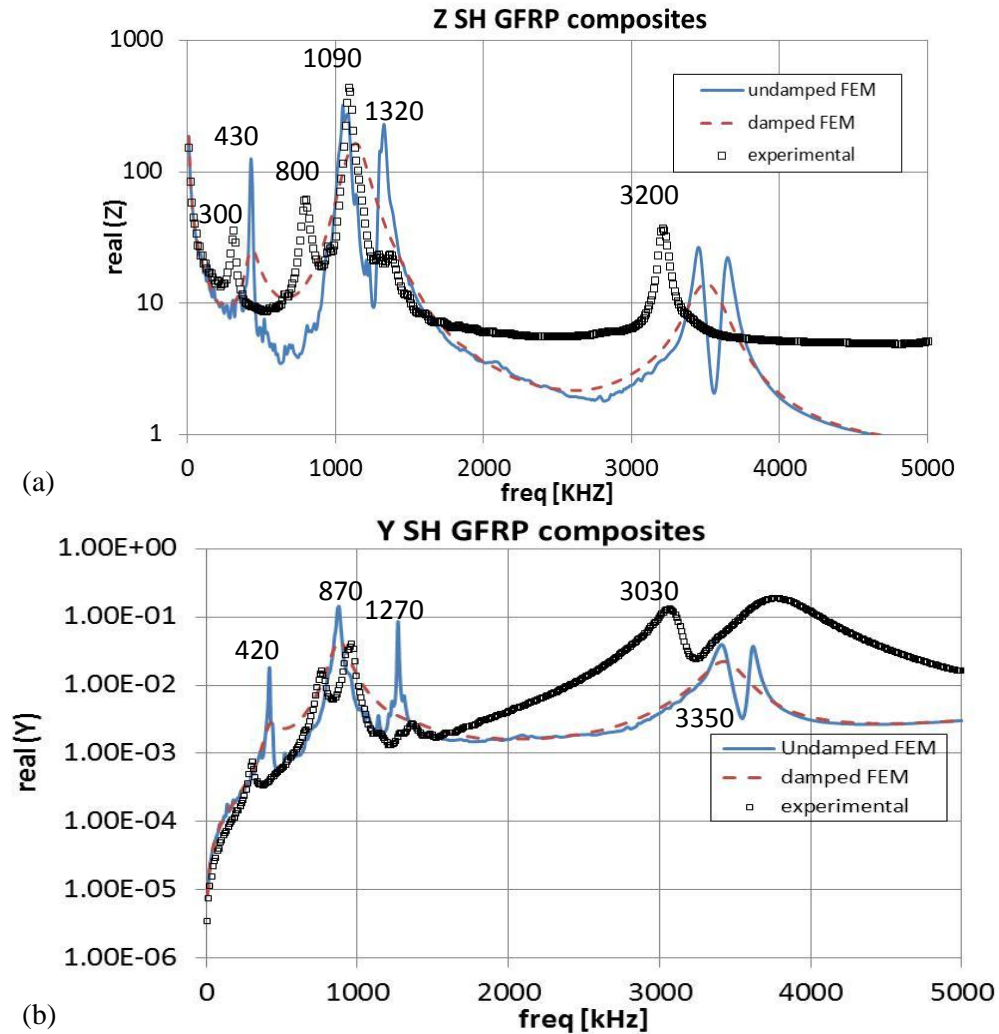 Z SH GFRP composites
1000
100
10
1
real (Z)
430
300
800
1090
1320
3200
undamped FEM
damped FEM
experimental
0
1000
2000
3000
4000
5000
freq [KHZ]
(a)
Y SH GFRP composites
1.00E+00
1.00E-01
1.00E-02
1.00E-03
1.00E-04
1.00E-05
1.00E-06
real (Y)
420
870
1270
3030
3350
Undamped FEM
damped FEM
experimental
0
1000
2000
3000
4000
5000
freq [kHz]
(b)